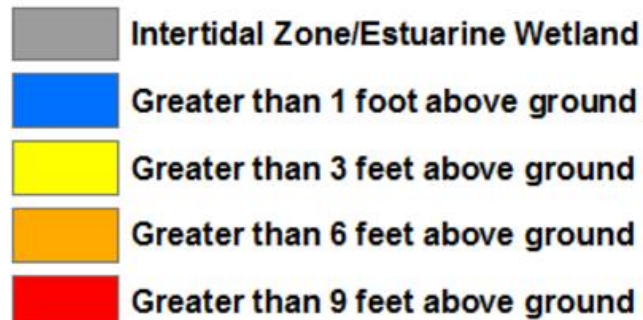 Intertidal Zone/Estuarine Wetland
Greater than 1 foot above ground
Greater than 3 feet above ground
Greater than 6 feet above ground
Greater than 9 feet above ground